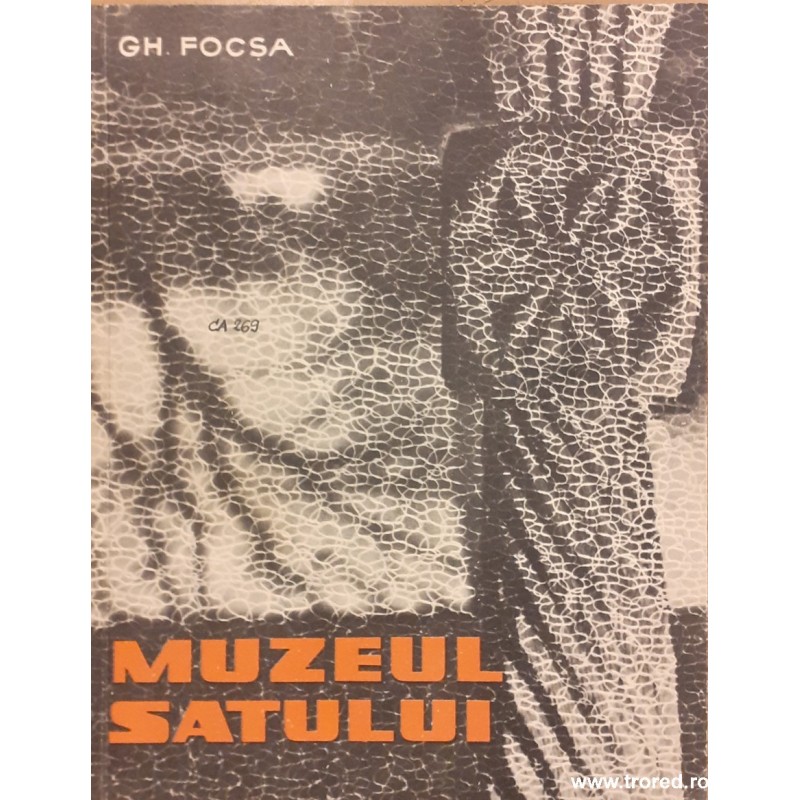 GH. FOCȘA
CA 269
MUZEUL
SATULUI
www.trored.ro